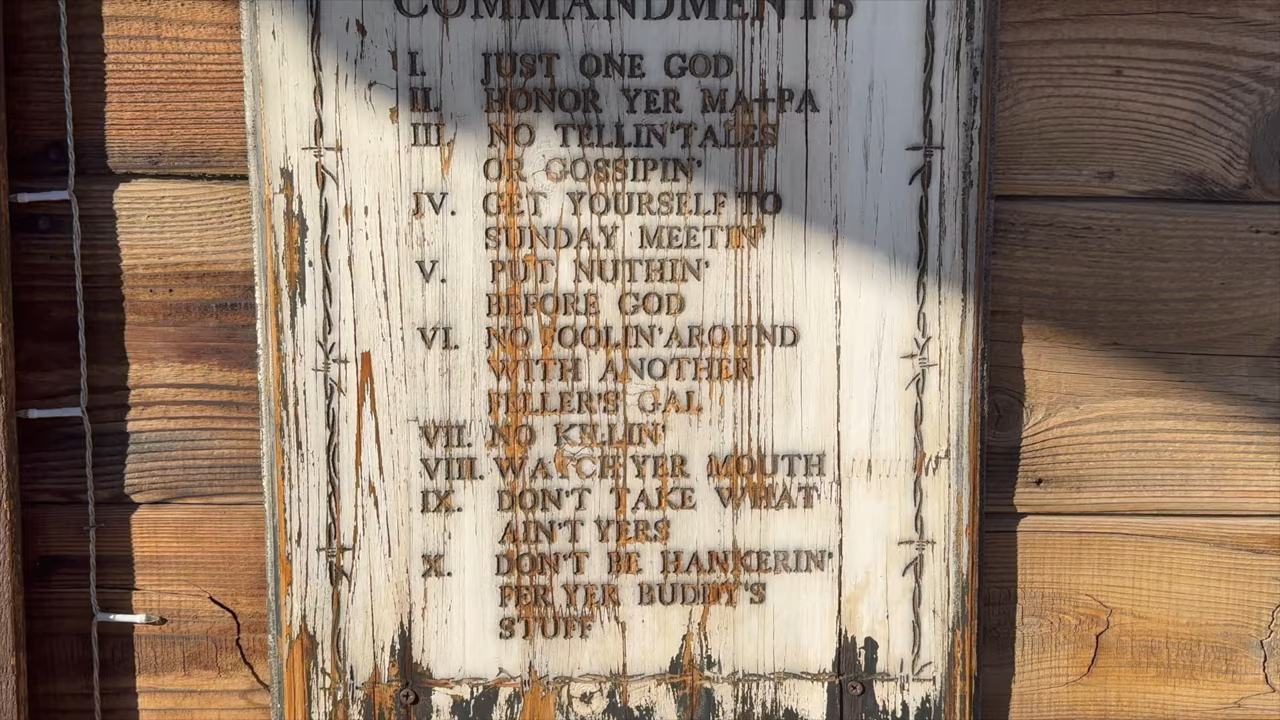 COMMANDMENTS
I. JUST ONE GOD
II. HONOR YER MA+PA
III. NO TELLIN' TALES
OR GOSSIPIN'
IV. GET YOURSELF TO
SUNDAY MEETIN'
V. PUT NUTHIN'
BEFORE GOD
VI. NO FOOLIN' AROUND
WITH ANOTHER
FELLER'S GAL
VII. NO KILLIN'
VIII. WATCH YER MOUTH
IX. DON'T TAKE WHAT
AIN'T YERS
X. DON'T BE HANKERIN'
FER YER BUDDY'S
STUFF